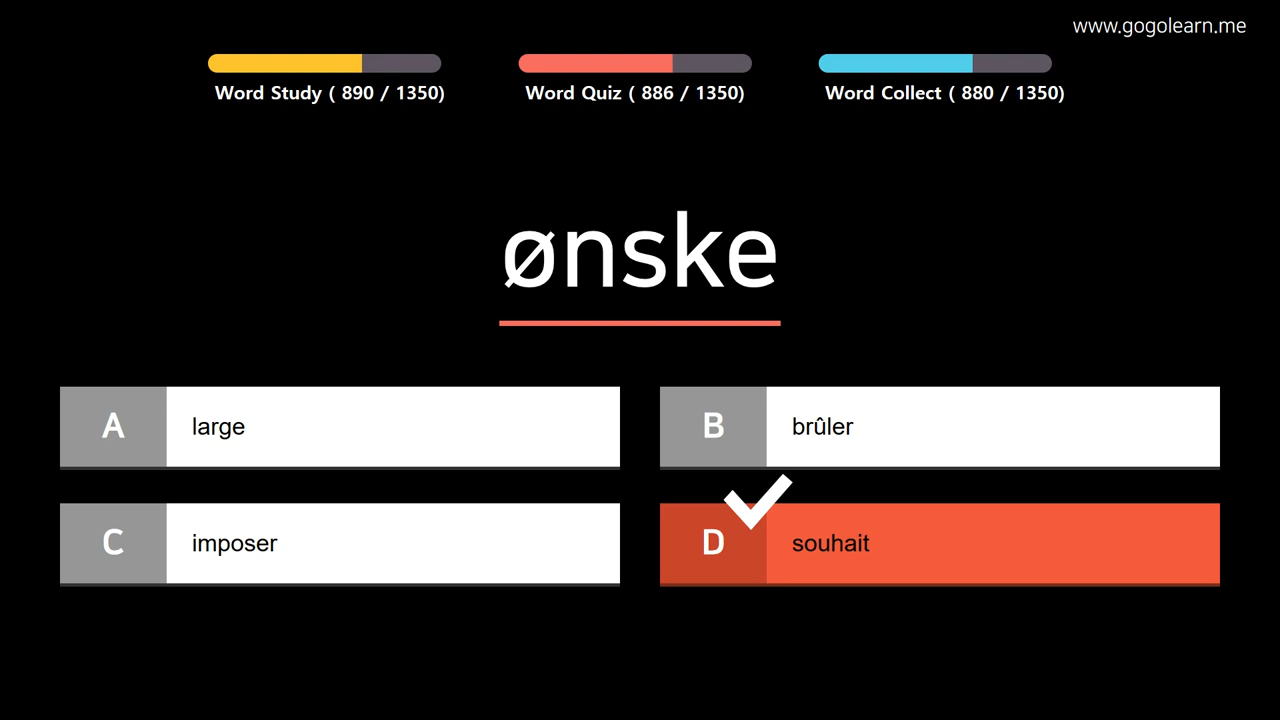 www.gogolearn.me
Word Study ( 890 / 1350)
Word Quiz ( 886 / 1350)
Word Collect ( 880 / 1350)
ønske
A large
B brûler
C imposer
D souhait